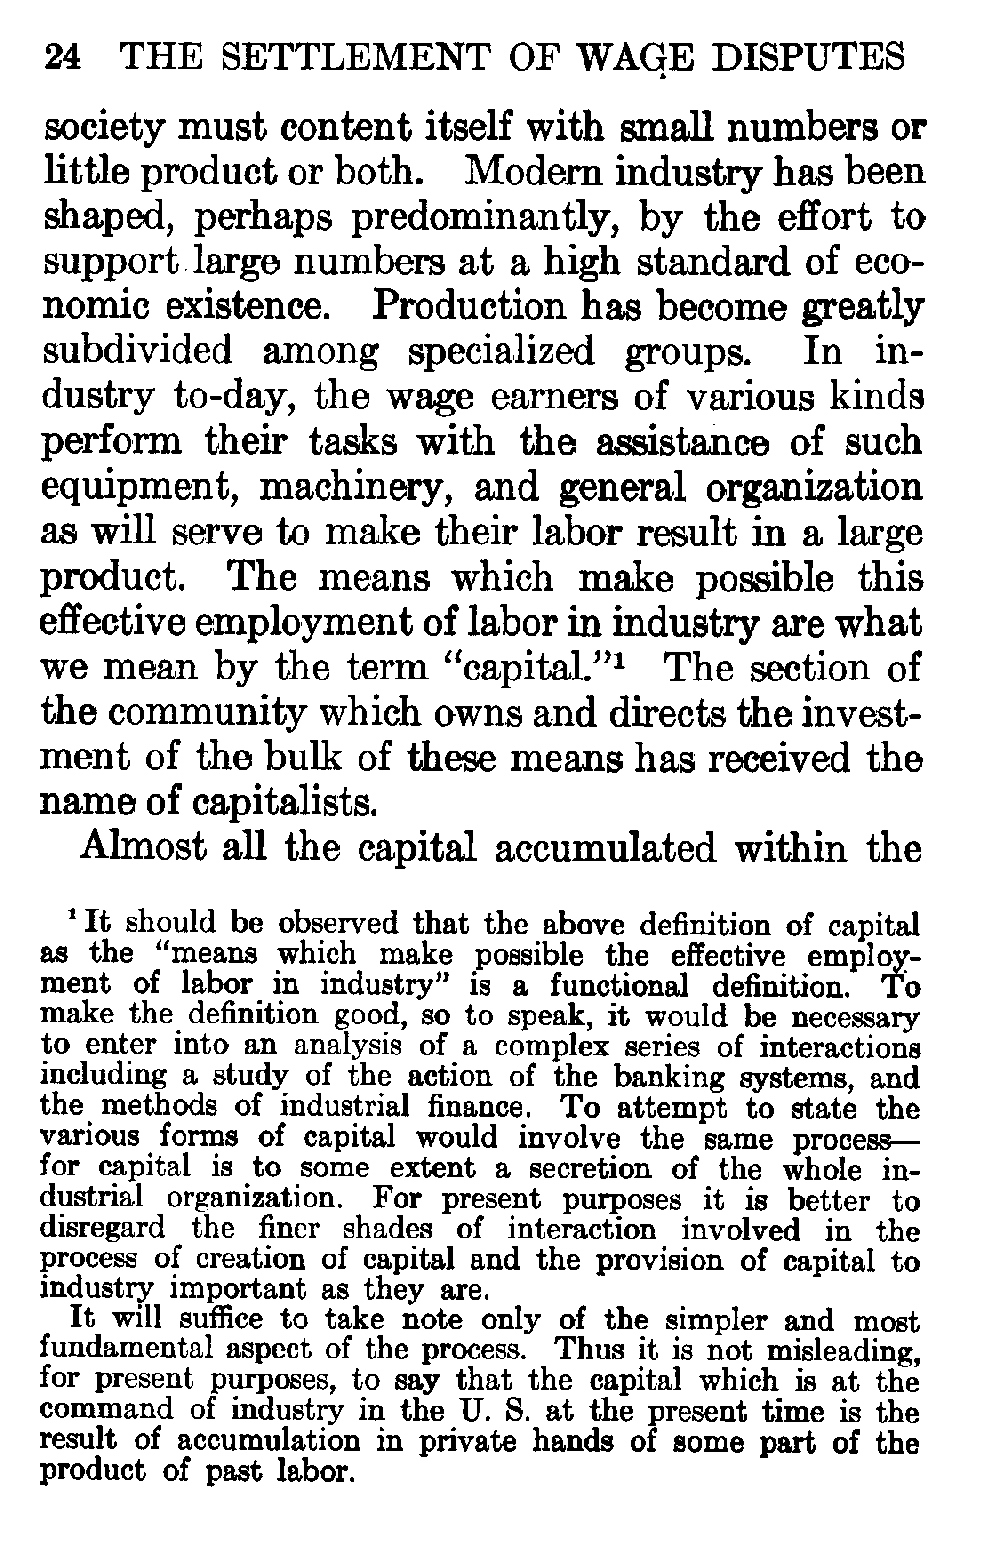 24 THE SETTLEMENT OF WAGE DISPUTES
society must content itself with small numbers or
little product or both. Modern industry has been
shaped, perhaps predominantly, by the effort to
support large numbers at a high standard of eco-
nomic existence. Production has become greatly
subdivided among specialized groups. In in-
dustry to-day, the wage earners of various kinds
perform their tasks with the assistance of such
equipment, machinery, and general organization
as will serve to make their labor result in a large
product. The means which make possible this
effective employment of labor in industry are what
we mean by the term “capital.”¹ The section of
the community which owns and directs the invest-
ment of the bulk of these means has received the
name of capitalists.
Almost all the capital accumulated within the
¹ It should be observed that the above definition of capital
as the “means which make possible the effective employ-
ment of labor in industry” is a functional definition. To
make the definition good, so to speak, it would be necessary
to enter into an analysis of a complex series of interactions
including a study of the action of the banking systems, and
the methods of industrial finance. To attempt to state the
various forms of capital would involve the same process—
for capital is to some extent a secretion of the whole in-
dustrial organization. For present purposes it is better to
disregard the finer shades of interaction involved in the
process of creation of capital and the provision of capital to
industry important as they are.
It will suffice to take note only of the simpler and most
fundamental aspect of the process. Thus it is not misleading,
for present purposes, to say that the capital which is at the
command of industry in the U. S. at the present time is the
result of accumulation in private hands of some part of the
product of past labor.